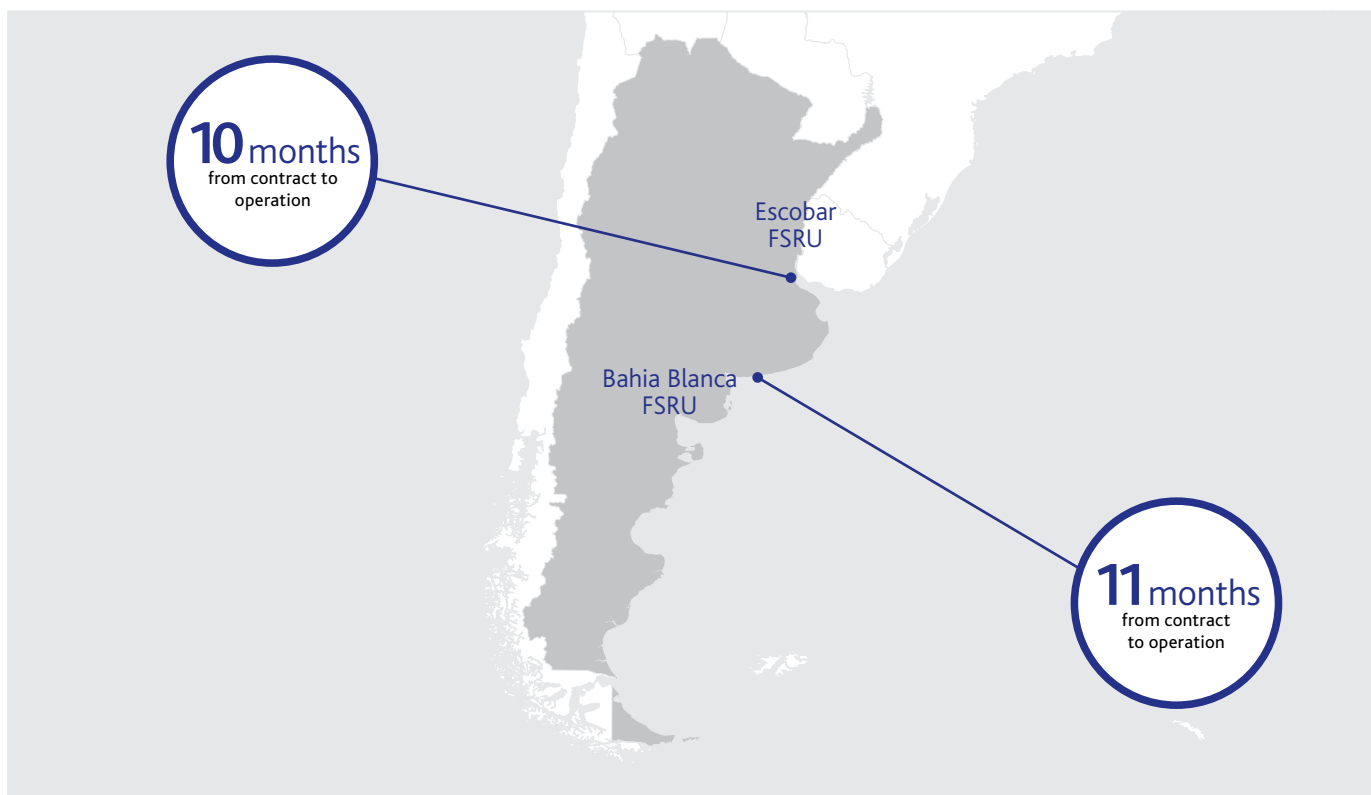 10 months
from contract to
operation
Escobar
FSRU
Bahia Blanca
FSRU
11 months
from contract
to operation